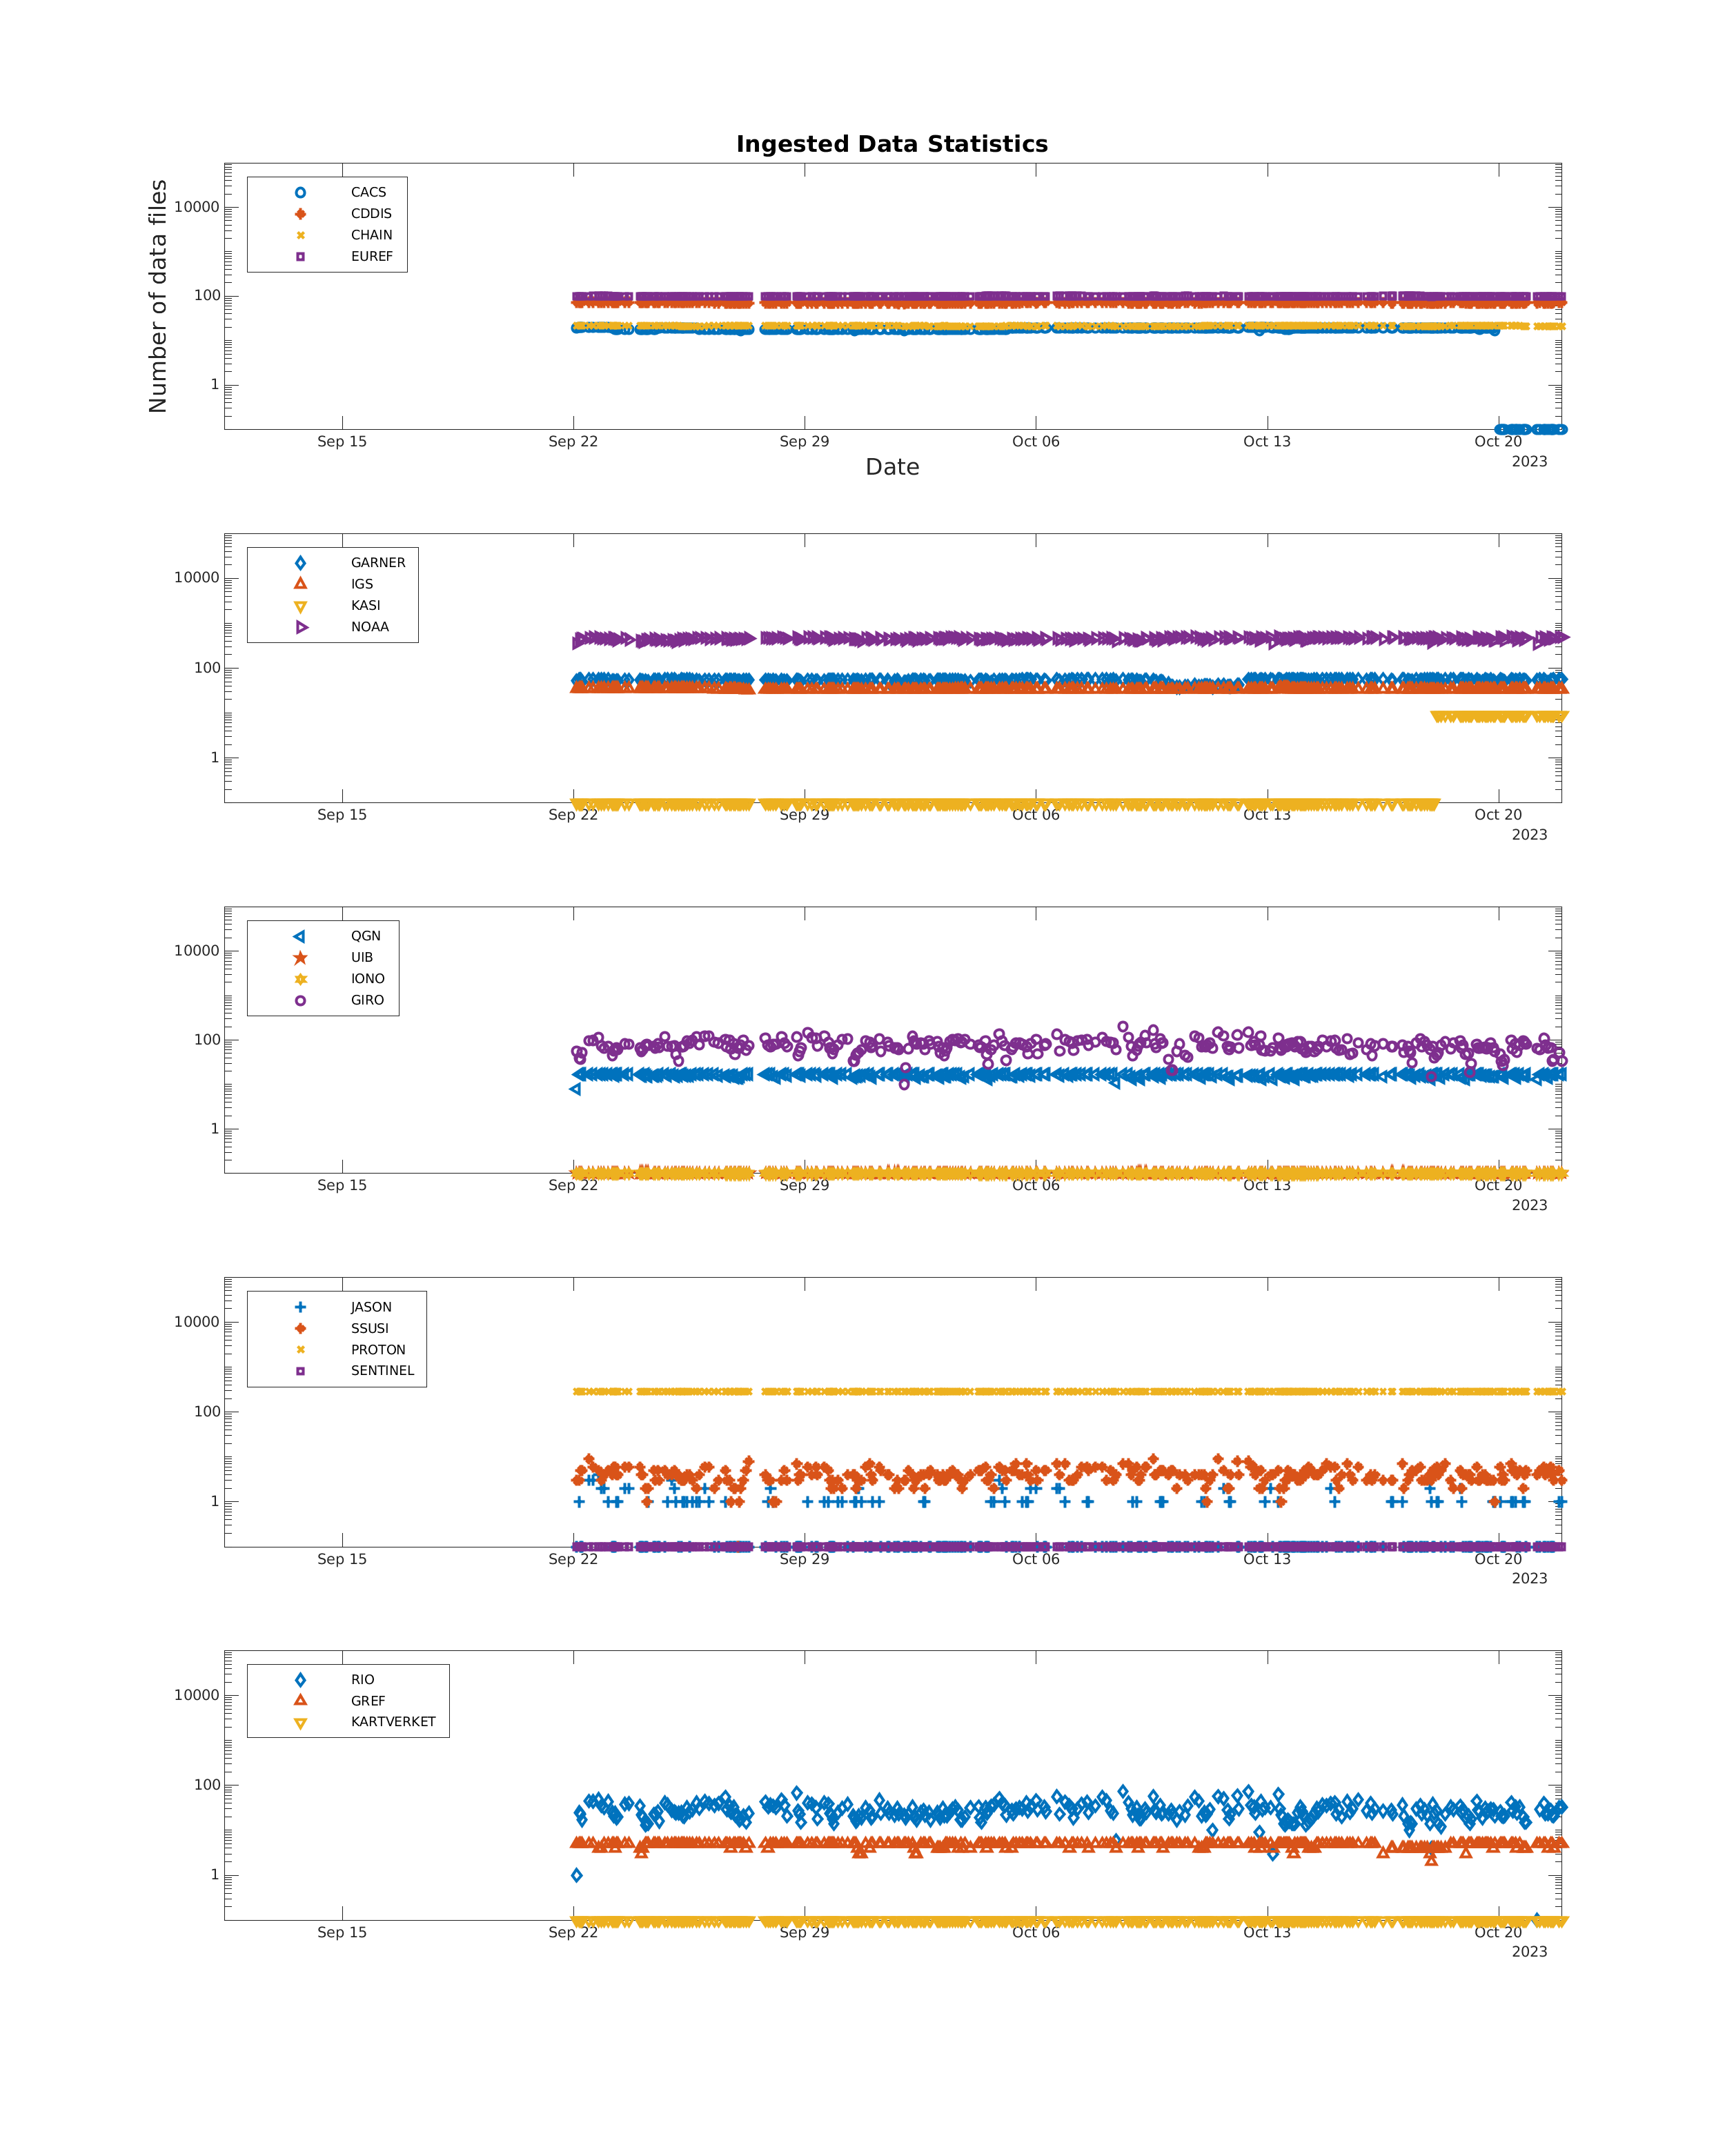 Ingested Data Statistics
Number of data files
10000
100
1
CACS
CDDIS
CHAIN
EUREF
Sep 15 Sep 22 Sep 29 Oct 06 Oct 13 Oct 20
2023
Date
10000
100
1
GARNER
IGS
KASI
NOAA
Sep 15 Sep 22 Sep 29 Oct 06 Oct 13 Oct 20
2023
10000
100
1
QGN
UIB
IONO
GIRO
Sep 15 Sep 22 Sep 29 Oct 06 Oct 13 Oct 20
2023
10000
100
1
JASON
SSUSI
PROTON
SENTINEL
Sep 15 Sep 22 Sep 29 Oct 06 Oct 13 Oct 20
2023
10000
100
1
RIO
GREF
KARTVERKET
Sep 15 Sep 22 Sep 29 Oct 06 Oct 13 Oct 20
2023